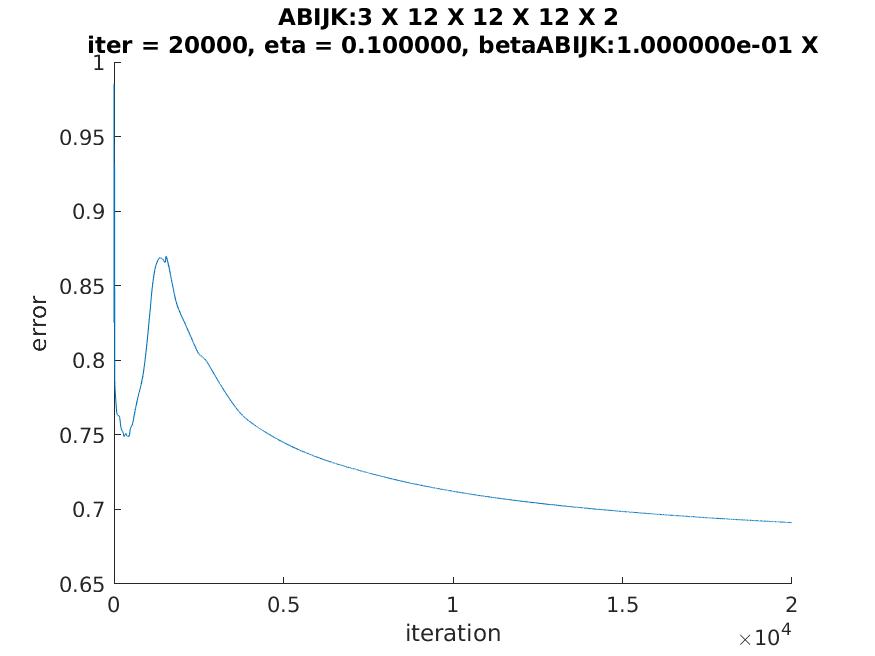 ABIJK:3 X 12 X 12 X 12 X 2
iter = 20000, eta = 0.100000, betaABIJK:1.000000e-01 X
1
0.95
0.9
0.85
0.8
0.75
0.7
0.65
error
0 0.5 1 1.5 2
iteration
×10⁴